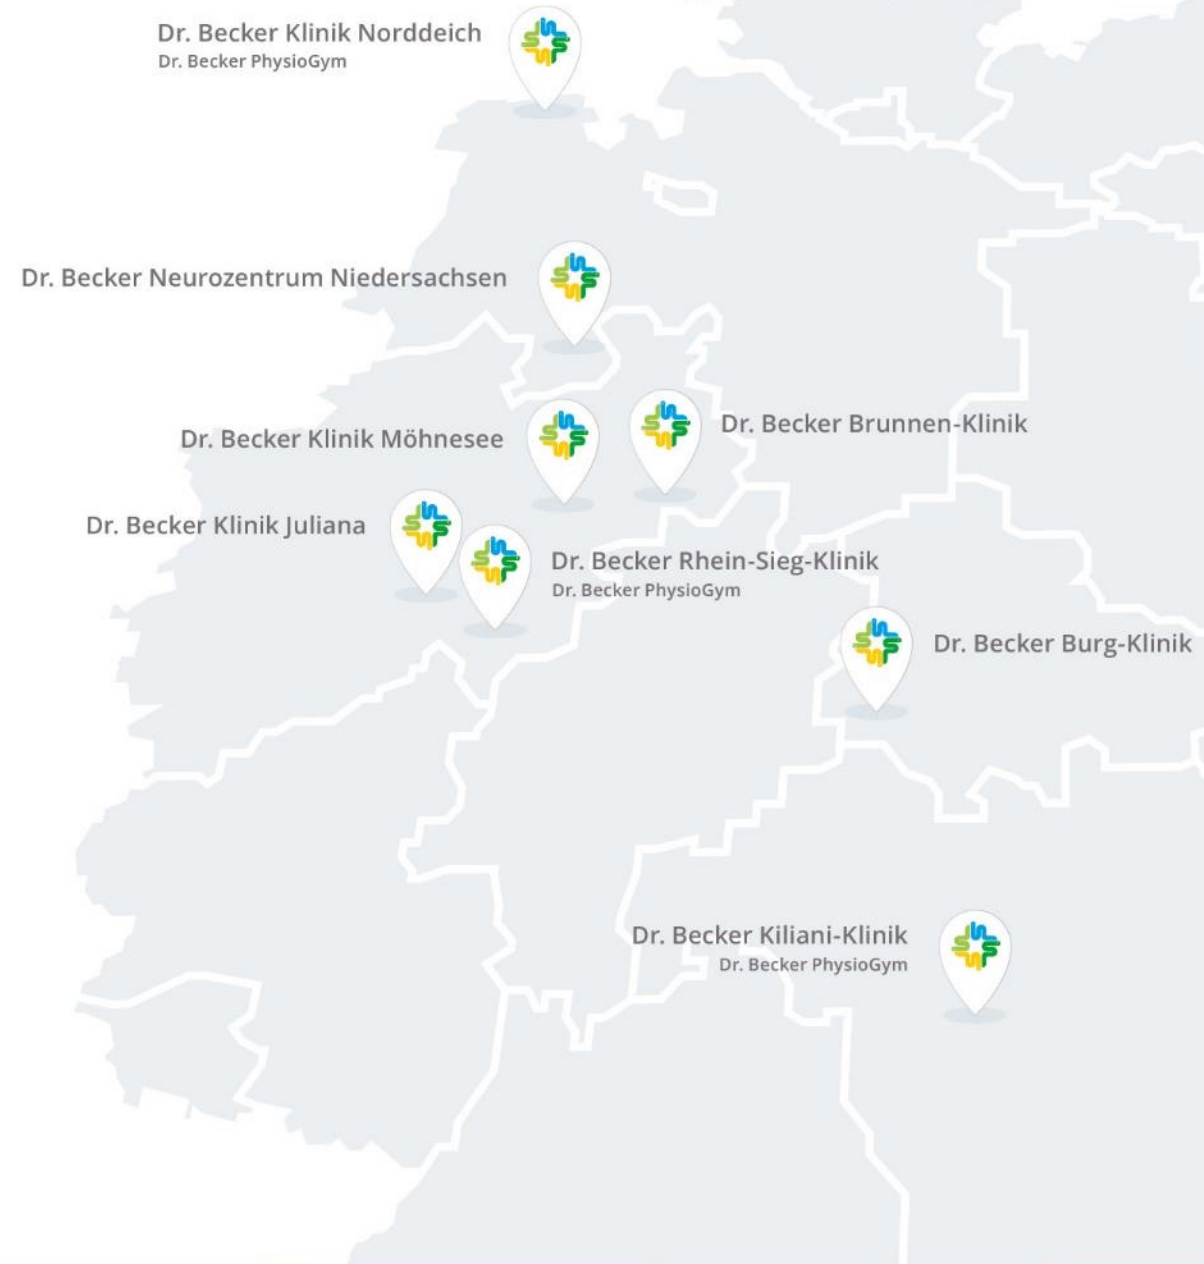 Dr. Becker Klinik Norddeich
Dr. Becker PhysioGym
Dr. Becker Neurozentrum Niedersachsen
Dr. Becker Brunnen-Klinik
Dr. Becker Klinik Möhnesee
Dr. Becker Klinik Juliana
Dr. Becker Rhein-Sieg-Klinik
Dr. Becker PhysioGym
Dr. Becker Burg-Klinik
Dr. Becker Kiliani-Klinik
Dr. Becker PhysioGym